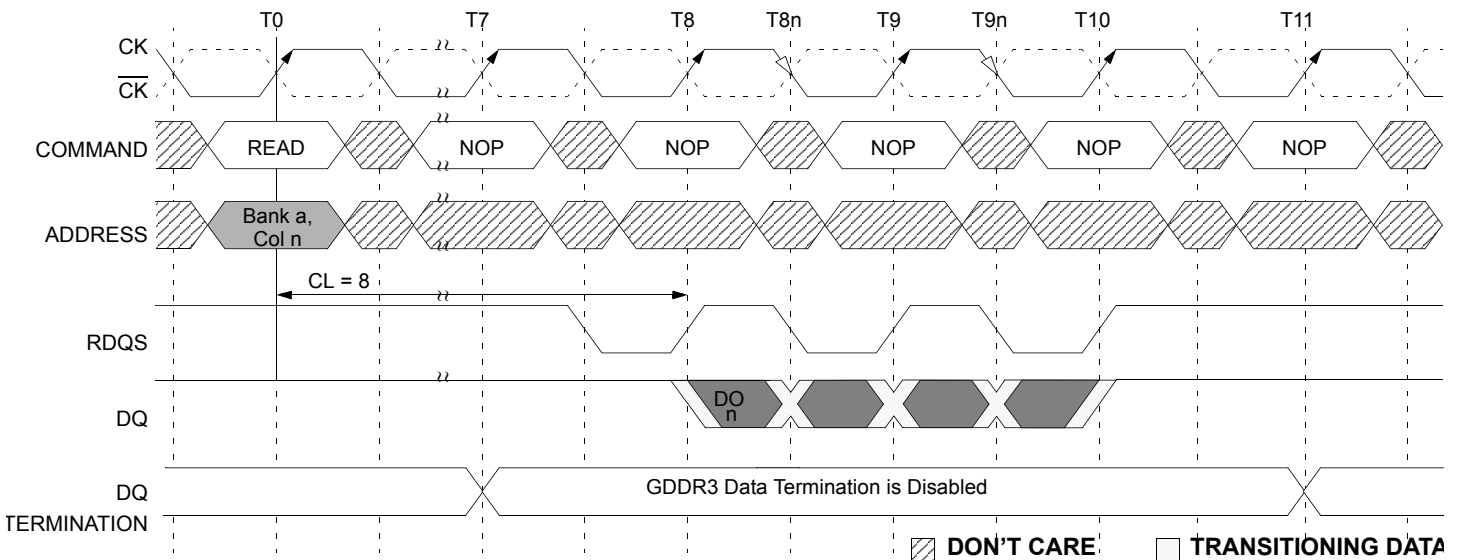 T0 T7 T8 T8n T9 T9n T10 T11
CK
CK
COMMAND READ NOP NOP NOP NOP NOP
ADDRESS Bank a,
Col n
CL = 8
RDQS
DQ DO
n
DQ
TERMINATION GDDR3 Data Termination is Disabled
DON'T CARE TRANSITIONING DATA